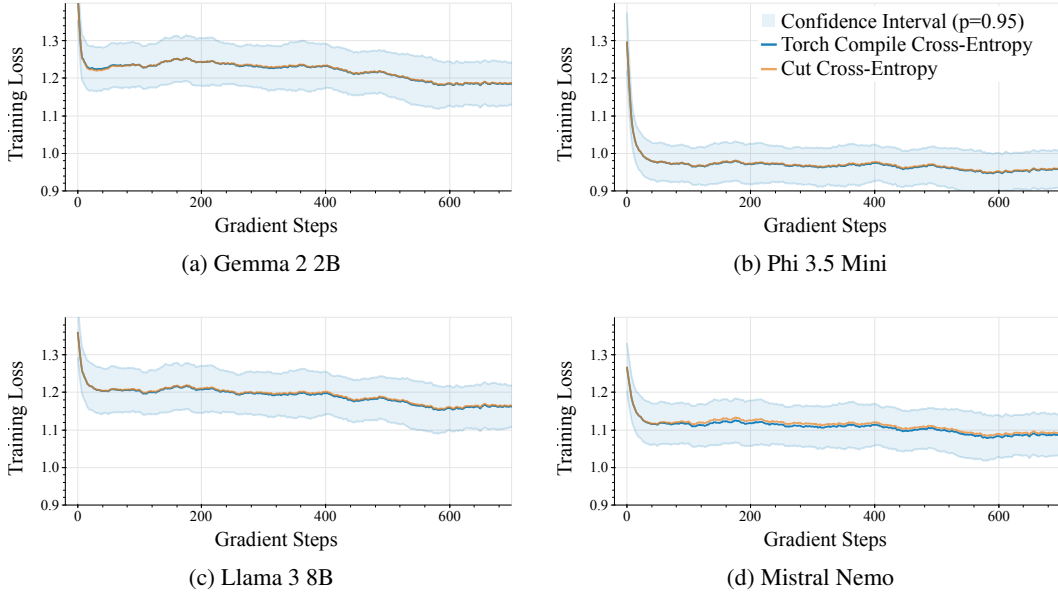 Training Loss
1.3
1.2
1.1
1.0
0.9
0
200
400
600
Gradient Steps
(a) Gemma 2 2B
Training Loss
1.3
1.2
1.1
1.0
0.9
0
200
400
600
Gradient Steps
Confidence Interval (p=0.95)
Torch Compile Cross-Entropy
Cut Cross-Entropy
(b) Phi 3.5 Mini
Training Loss
1.3
1.2
1.1
1.0
0.9
0
200
400
600
Gradient Steps
(c) Llama 3 8B
Training Loss
1.3
1.2
1.1
1.0
0.9
0
200
400
600
Gradient Steps
(d) Mistral Nemo